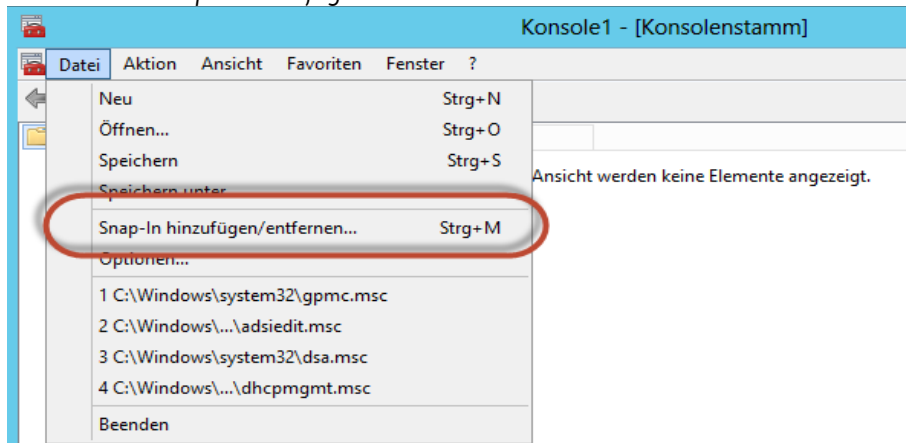 Konsole1 - [Konsolenstamm]
Datei Aktion Ansicht Favoriten Fenster ?
Neu Strg+N
Öffnen... Strg+O
Speichern Strg+S
Ansicht werden keine Elemente angezeigt.
Speichern unter...
Snap-In hinzufügen/entfernen... Strg+M
Optionen...
1 C:\Windows\system32\gpmc.msc
2 C:\Windows\...\adsiedit.msc
3 C:\Windows\system32\dsa.msc
4 C:\Windows\...\dhcpmgmt.msc
Beenden